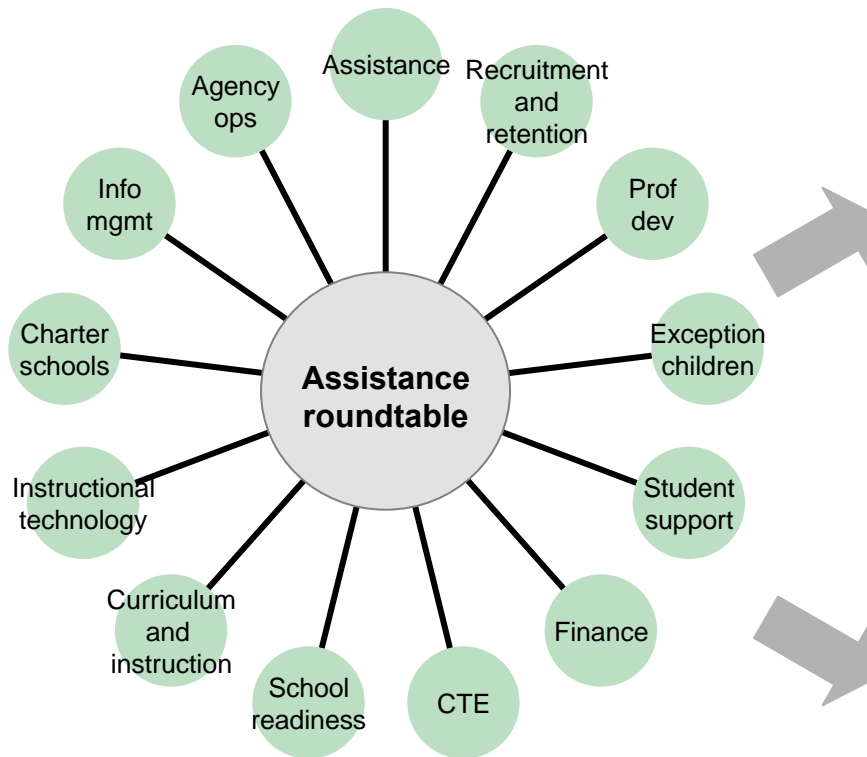 Assistance
Recruitment
and
retention
Prof
dev
Exception
children
Student
support
Finance
CTE
School
readiness
Curriculum
and
instruction
Instructional
technology
Charter
schools
Info
mgmt
Agency
ops
Assistance
roundtable